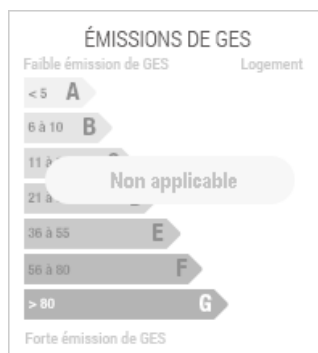 ÉMISSIONS DE GES
Faible émission de GES Logement
< 5 A
6 à 10 B
11 à
Non applicable
21 à
36 à 55 E
56 à 80 F
> 80 G
Forte émission de GES